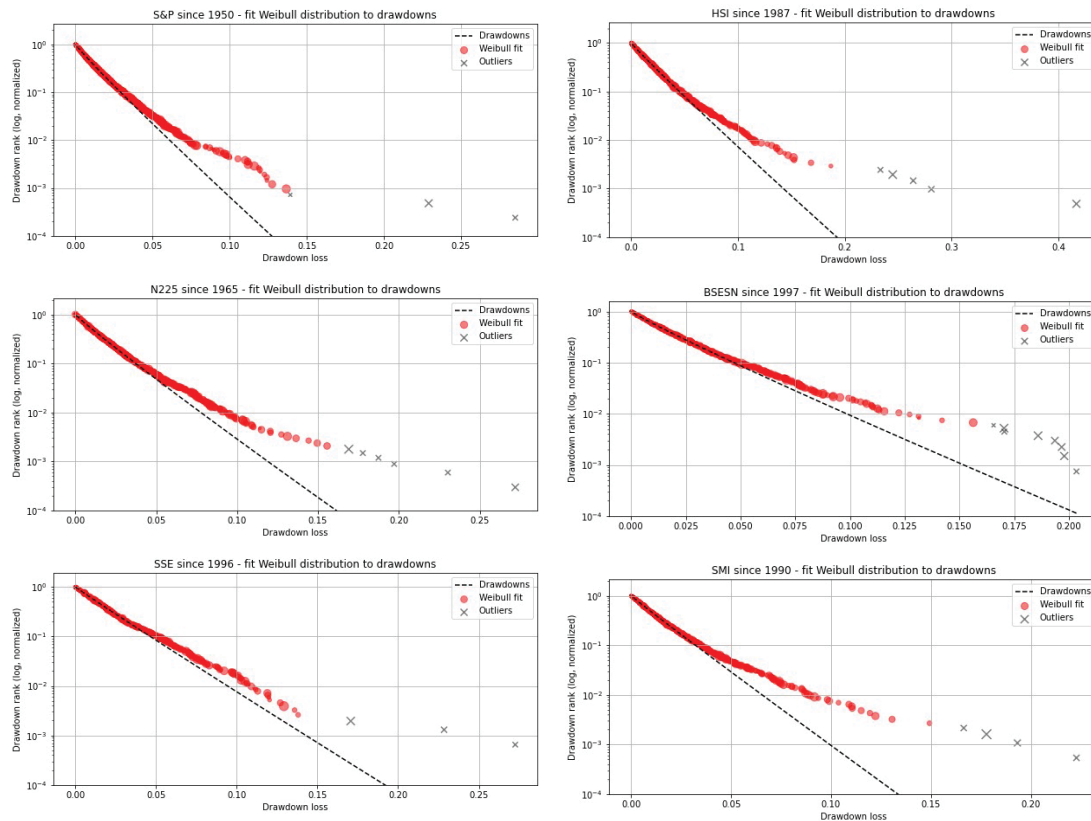 S&P since 1950 - fit Weibull distribution to drawdowns
Drawdown rank (log, normalized)
10⁰
10⁻¹
10⁻²
10⁻³
10⁻⁴
Drawdowns
Weibull fit
Outliers
0.00 0.05 0.10 0.15 0.20 0.25
Drawdown loss
HSI since 1987 - fit Weibull distribution to drawdowns
Drawdown rank (log, normalized)
10⁰
10⁻¹
10⁻²
10⁻³
10⁻⁴
Drawdowns
Weibull fit
Outliers
0.0 0.1 0.2 0.3 0.4
Drawdown loss
N225 since 1965 - fit Weibull distribution to drawdowns
Drawdown rank (log, normalized)
10⁰
10⁻¹
10⁻²
10⁻³
10⁻⁴
Drawdowns
Weibull fit
Outliers
0.00 0.05 0.10 0.15 0.20 0.25
Drawdown loss
BSESN since 1997 - fit Weibull distribution to drawdowns
Drawdown rank (log, normalized)
10⁰
10⁻¹
10⁻²
10⁻³
10⁻⁴
Drawdowns
Weibull fit
Outliers
0.000 0.025 0.050 0.075 0.100 0.125 0.150 0.175 0.200
Drawdown loss
SSE since 1996 - fit Weibull distribution to drawdowns
Drawdown rank (log, normalized)
10⁰
10⁻¹
10⁻²
10⁻³
10⁻⁴
Drawdowns
Weibull fit
Outliers
0.00 0.05 0.10 0.15 0.20 0.25
Drawdown loss
SMI since 1990 - fit Weibull distribution to drawdowns
Drawdown rank (log, normalized)
10⁰
10⁻¹
10⁻²
10⁻³
10⁻⁴
Drawdowns
Weibull fit
Outliers
0.00 0.05 0.10 0.15 0.20
Drawdown loss